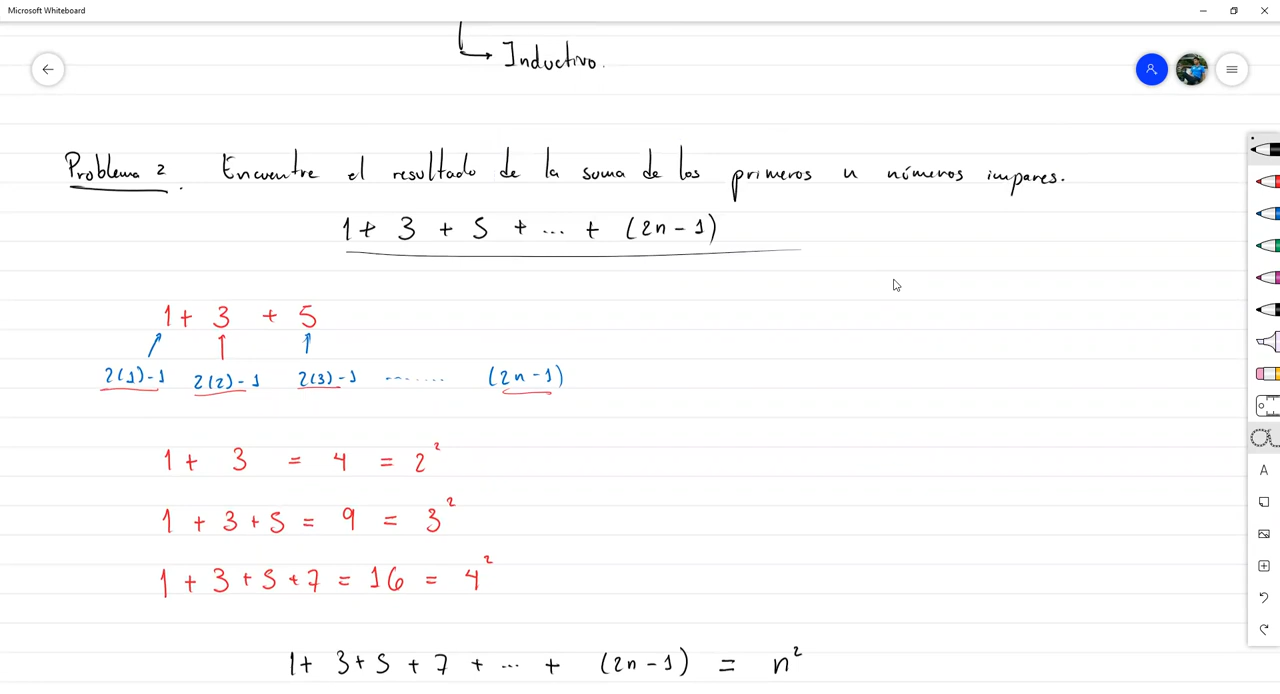 Microsoft Whiteboard
Inductivo.
Problema 2. Encuentre el resultado de la suma de los primeros n números impares.
1 + 3 + 5 + ... + (2n - 1)
1 + 3 + 5
2(1)-1 2(2)-1 2(3)-1 ........ (2n-1)
1 + 3 = 4 = 2²
1 + 3 + 5 = 9 = 3²
1 + 3 + 5 + 7 = 16 = 4²
1 + 3 + 5 + 7 + ... + (2n - 1) = n²